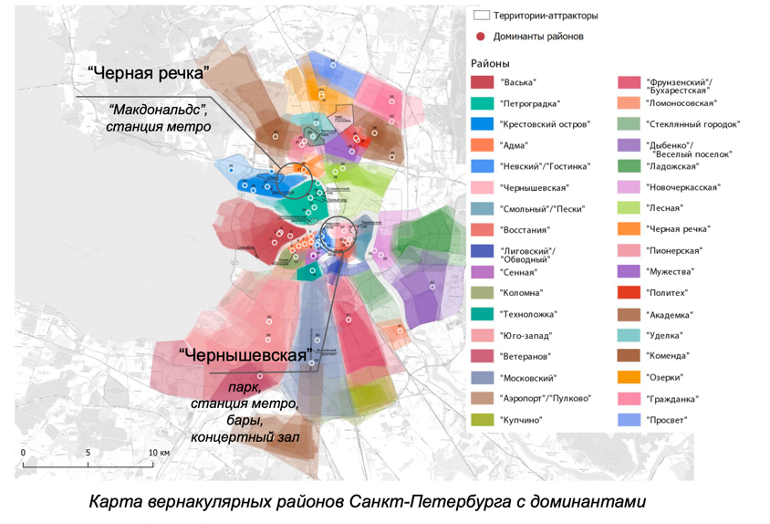 Территории-аттракторы
Доминанты районов
"Черная речка"
"Макдональдс",
станция метро
Районы
"Васька"
"Петроградка"
"Крестовский остров"
"Адма"
"Невский"/"Гостинка"
"Чернышевская"
"Смольный"/"Пески"
"Восстания"
"Лиговский"/
"Обводный"
"Сенная"
"Коломна"
"Техноложка"
"Юго-запад"
"Ветеранов"
"Московский"
"Аэропорт"/"Пулково"
"Купчино"
"Фрунзенский"/
"Бухарестская"
"Ломоносовская"
"Стеклянный городок"
"Дыбенко"/
"Веселый поселок"
"Ладожская"
"Новочеркасская"
"Лесная"
"Черная речка"
"Пионерская"
"Мужества"
"Политех"
"Академка"
"Уделка"
"Коменда"
"Озерки"
"Гражданка"
"Просвет"
"Чернышевская"
парк,
станция метро,
бары,
концертный зал
0 5 10 км
Карта вернакулярных районов Санкт-Петербурга с доминантами